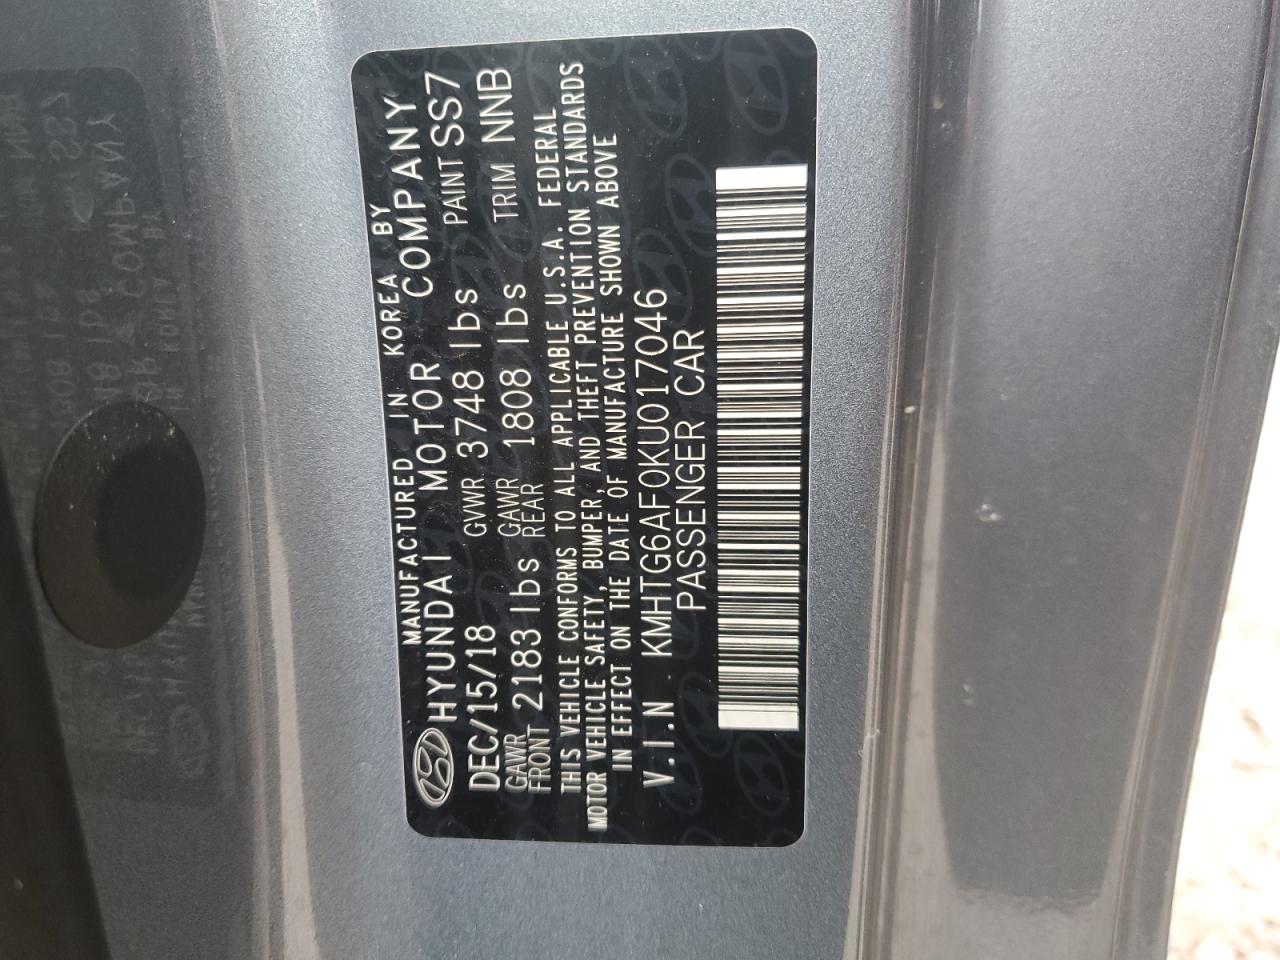 MANUFACTURED IN KOREA BY
HYUNDAI MOTOR COMPANY
DEC/15/18 GVWR 3748 lbs PAINT SS7
GAWR FRONT 2183 lbs GAWR REAR 1808 lbs TRIM NNB
THIS VEHICLE CONFORMS TO ALL APPLICABLE U.S.A. FEDERAL
MOTOR VEHICLE SAFETY, BUMPER, AND THEFT PREVENTION STANDARDS
IN EFFECT ON THE DATE OF MANUFACTURE SHOWN ABOVE
V.I.N KMHTG6AF0KU017046
PASSENGER CAR